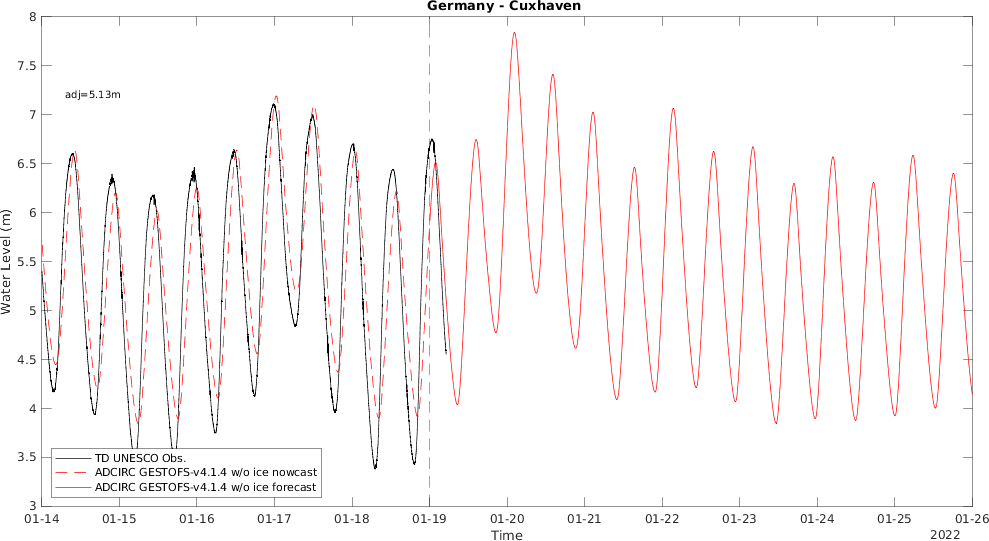 Germany - Cuxhaven
8
7.5
7
6.5
6
5.5
5
4.5
4
3.5
3
Water Level (m)
adj=5.13m
TD UNESCO Obs.
ADCIRC GESTOFS-v4.1.4 w/o ice nowcast
ADCIRC GESTOFS-v4.1.4 w/o ice forecast
01-14 01-15 01-16 01-17 01-18 01-19 01-20 01-21 01-22 01-23 01-24 01-25 01-26
Time
2022